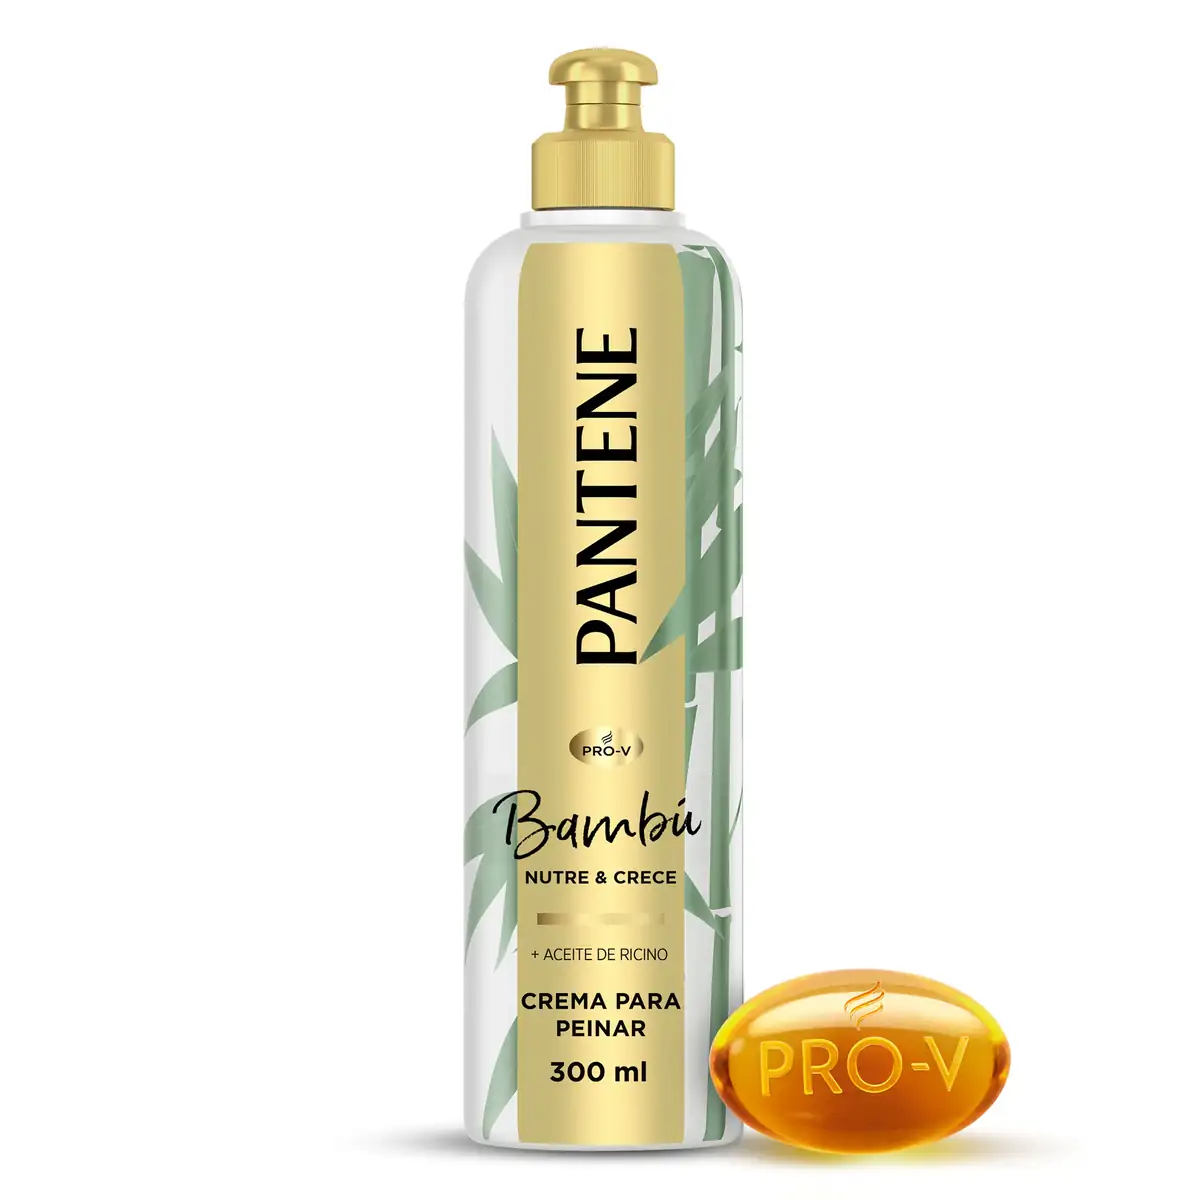 PANTENE
PRO-V
Bambú
NUTRE & CRECE
+ ACEITE DE RICINO
CREMA PARA
PEINAR
300 ml
PRO-V